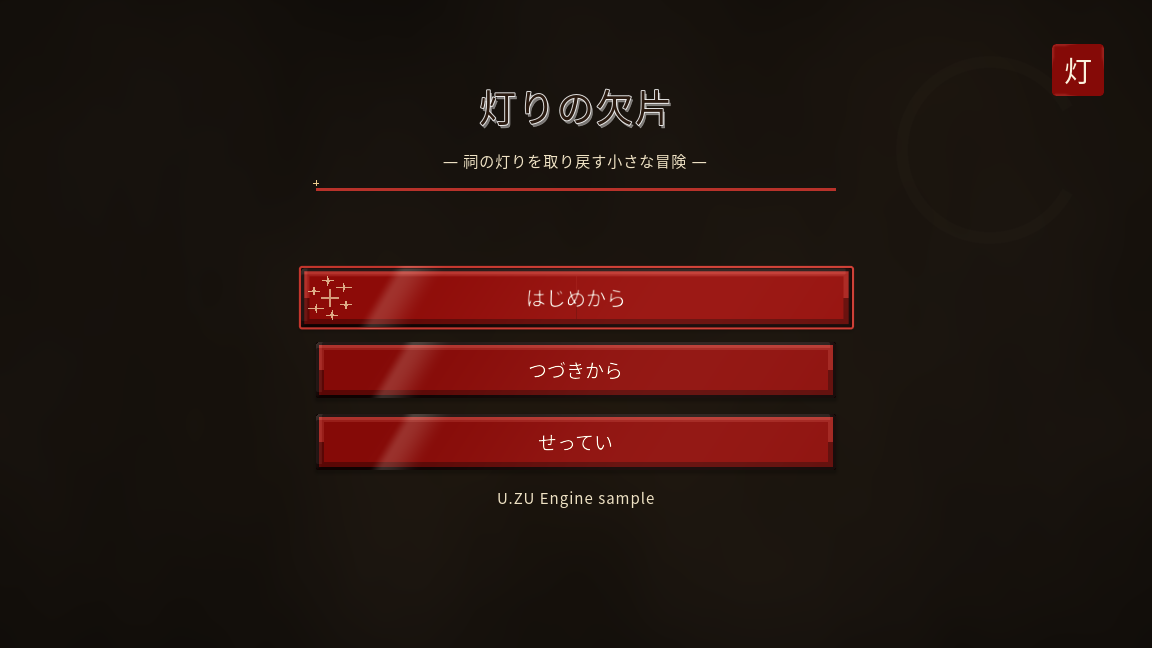 灯
灯りの欠片
― 祠の灯りを取り戻す小さな冒険 ―
はじめから
つづきから
せってい
U.ZU Engine sample